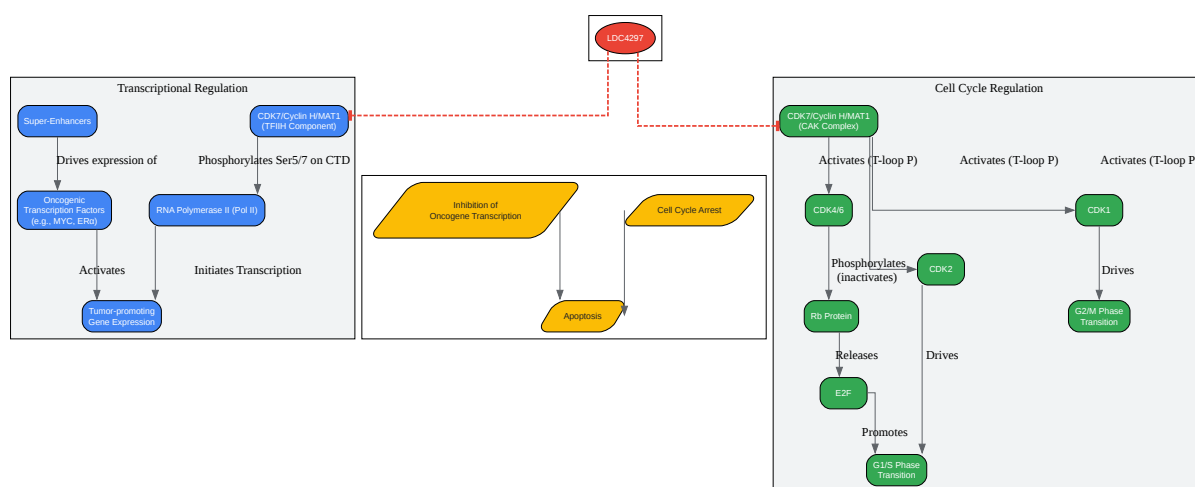 LDC4297
Transcriptional Regulation
Super-Enhancers
CDK7/Cyclin H/MAT1
(TFIIH Component)
Drives expression of
Phosphorylates Ser5/7 on CTD
Oncogenic
Transcription Factors
(e.g., MYC, ERα)
RNA Polymerase II (Pol II)
Activates
Initiates Transcription
Tumor-promoting
Gene Expression
Inhibition of
Oncogene Transcription
Cell Cycle Arrest
Apoptosis
Cell Cycle Regulation
CDK7/Cyclin H/MAT1
(CAK Complex)
Activates (T-loop P)
Activates (T-loop P)
Activates (T-loop P
CDK4/6
CDK1
Phosphorylates
(inactivates)
CDK2
Drives
Rb Protein
G2/M Phase
Transition
Releases
Drives
E2F
Promotes
G1/S Phase
Transition